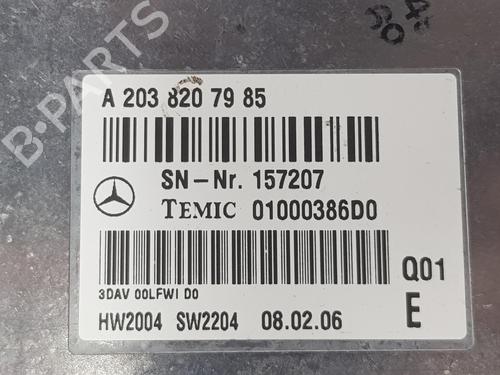 B-PARTS
A 203 820 79 85
SN-Nr. 157207
TEMIC 01000386D0
3DAV 00LFWI D0
Q01
HW2004 SW2204 08.02.06 E